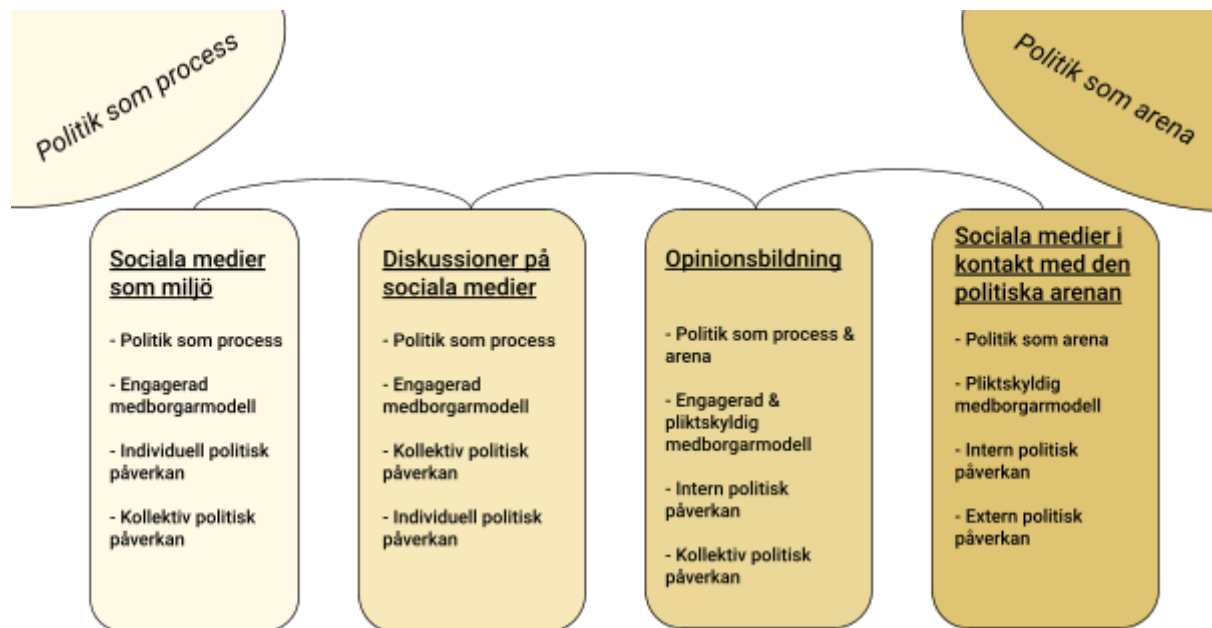 Politik som process
Politik som arena
Sociala medier
som miljö
- Politik som process
- Engagerad
medborgarmodell
- Individuell politisk
påverkan
- Kollektiv politisk
påverkan
Diskussioner på
sociala medier
- Politik som process
- Engagerad
medborgarmodell
- Kollektiv politisk
påverkan
- Individuell politisk
påverkan
Opinionsbildning
- Politik som process &
arena
- Engagerad &
pliktskyldig
medborgarmodell
- Intern politisk
påverkan
- Kollektiv politisk
påverkan
Sociala medier i
kontakt med den
politiska arenan
- Politik som arena
- Pliktskyldig
medborgarmodell
- Intern politisk
påverkan
- Extern politisk
påverkan